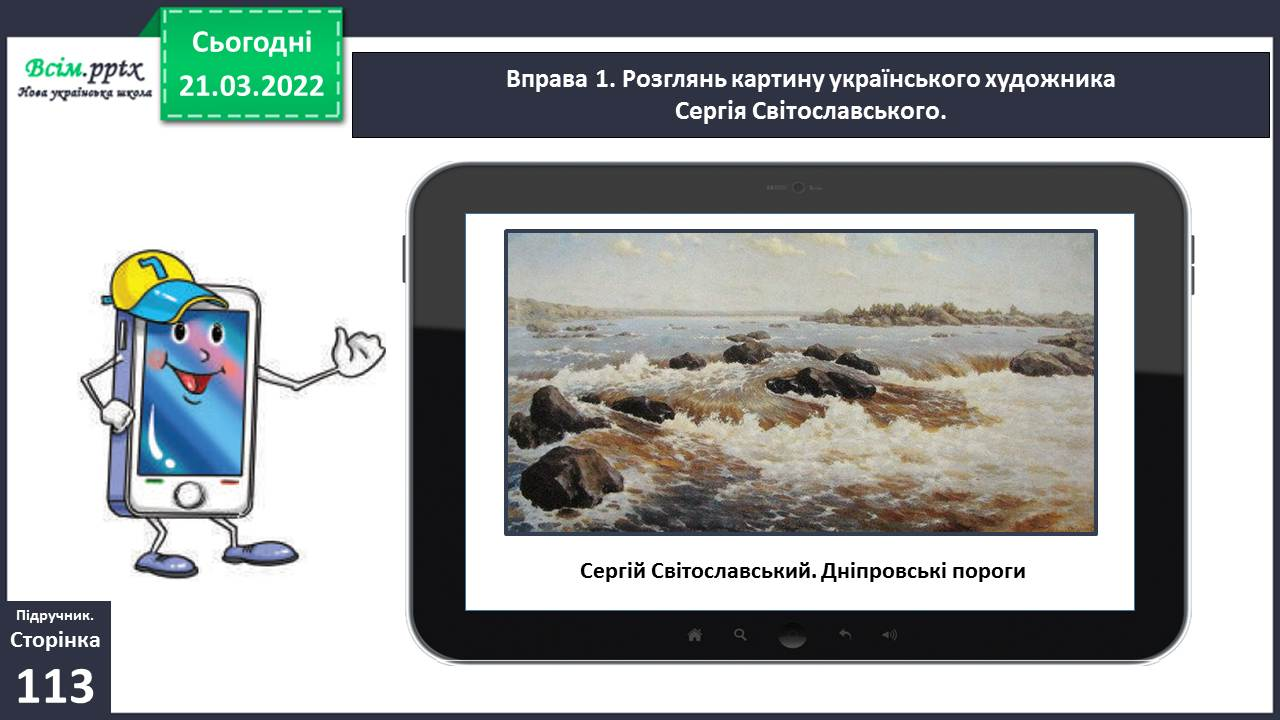 Всім.pptx
Нова українська школа
Сьогодні
21.03.2022
Вправа 1. Розглянь картину українського художника
Сергія Світославського.
Сергій Світославський. Дніпровські пороги
Підручник.
Сторінка
113